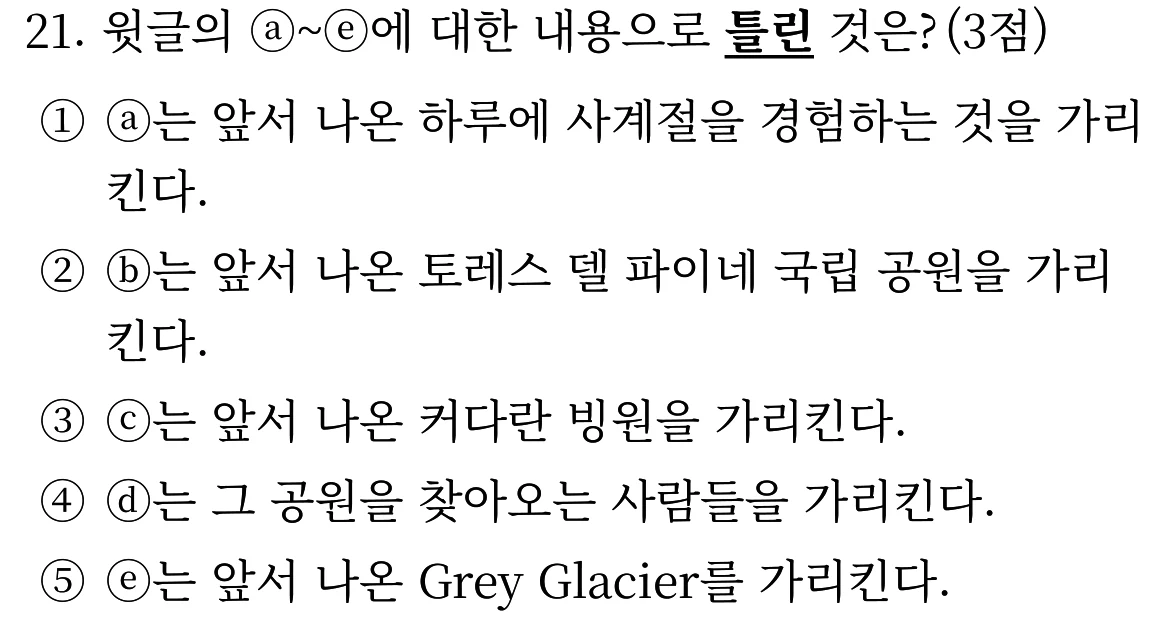 21. 윗글의 ⓐ~ⓔ에 대한 내용으로 틀린 것은? (3점)
① ⓐ는 앞서 나온 하루에 사계절을 경험하는 것을 가리
킨다.
② ⓑ는 앞서 나온 토레스 델 파이네 국립 공원을 가리
킨다.
③ ⓒ는 앞서 나온 커다란 빙원을 가리킨다.
④ ⓓ는 그 공원을 찾아오는 사람들을 가리킨다.
⑤ ⓔ는 앞서 나온 Grey Glacier를 가리킨다.